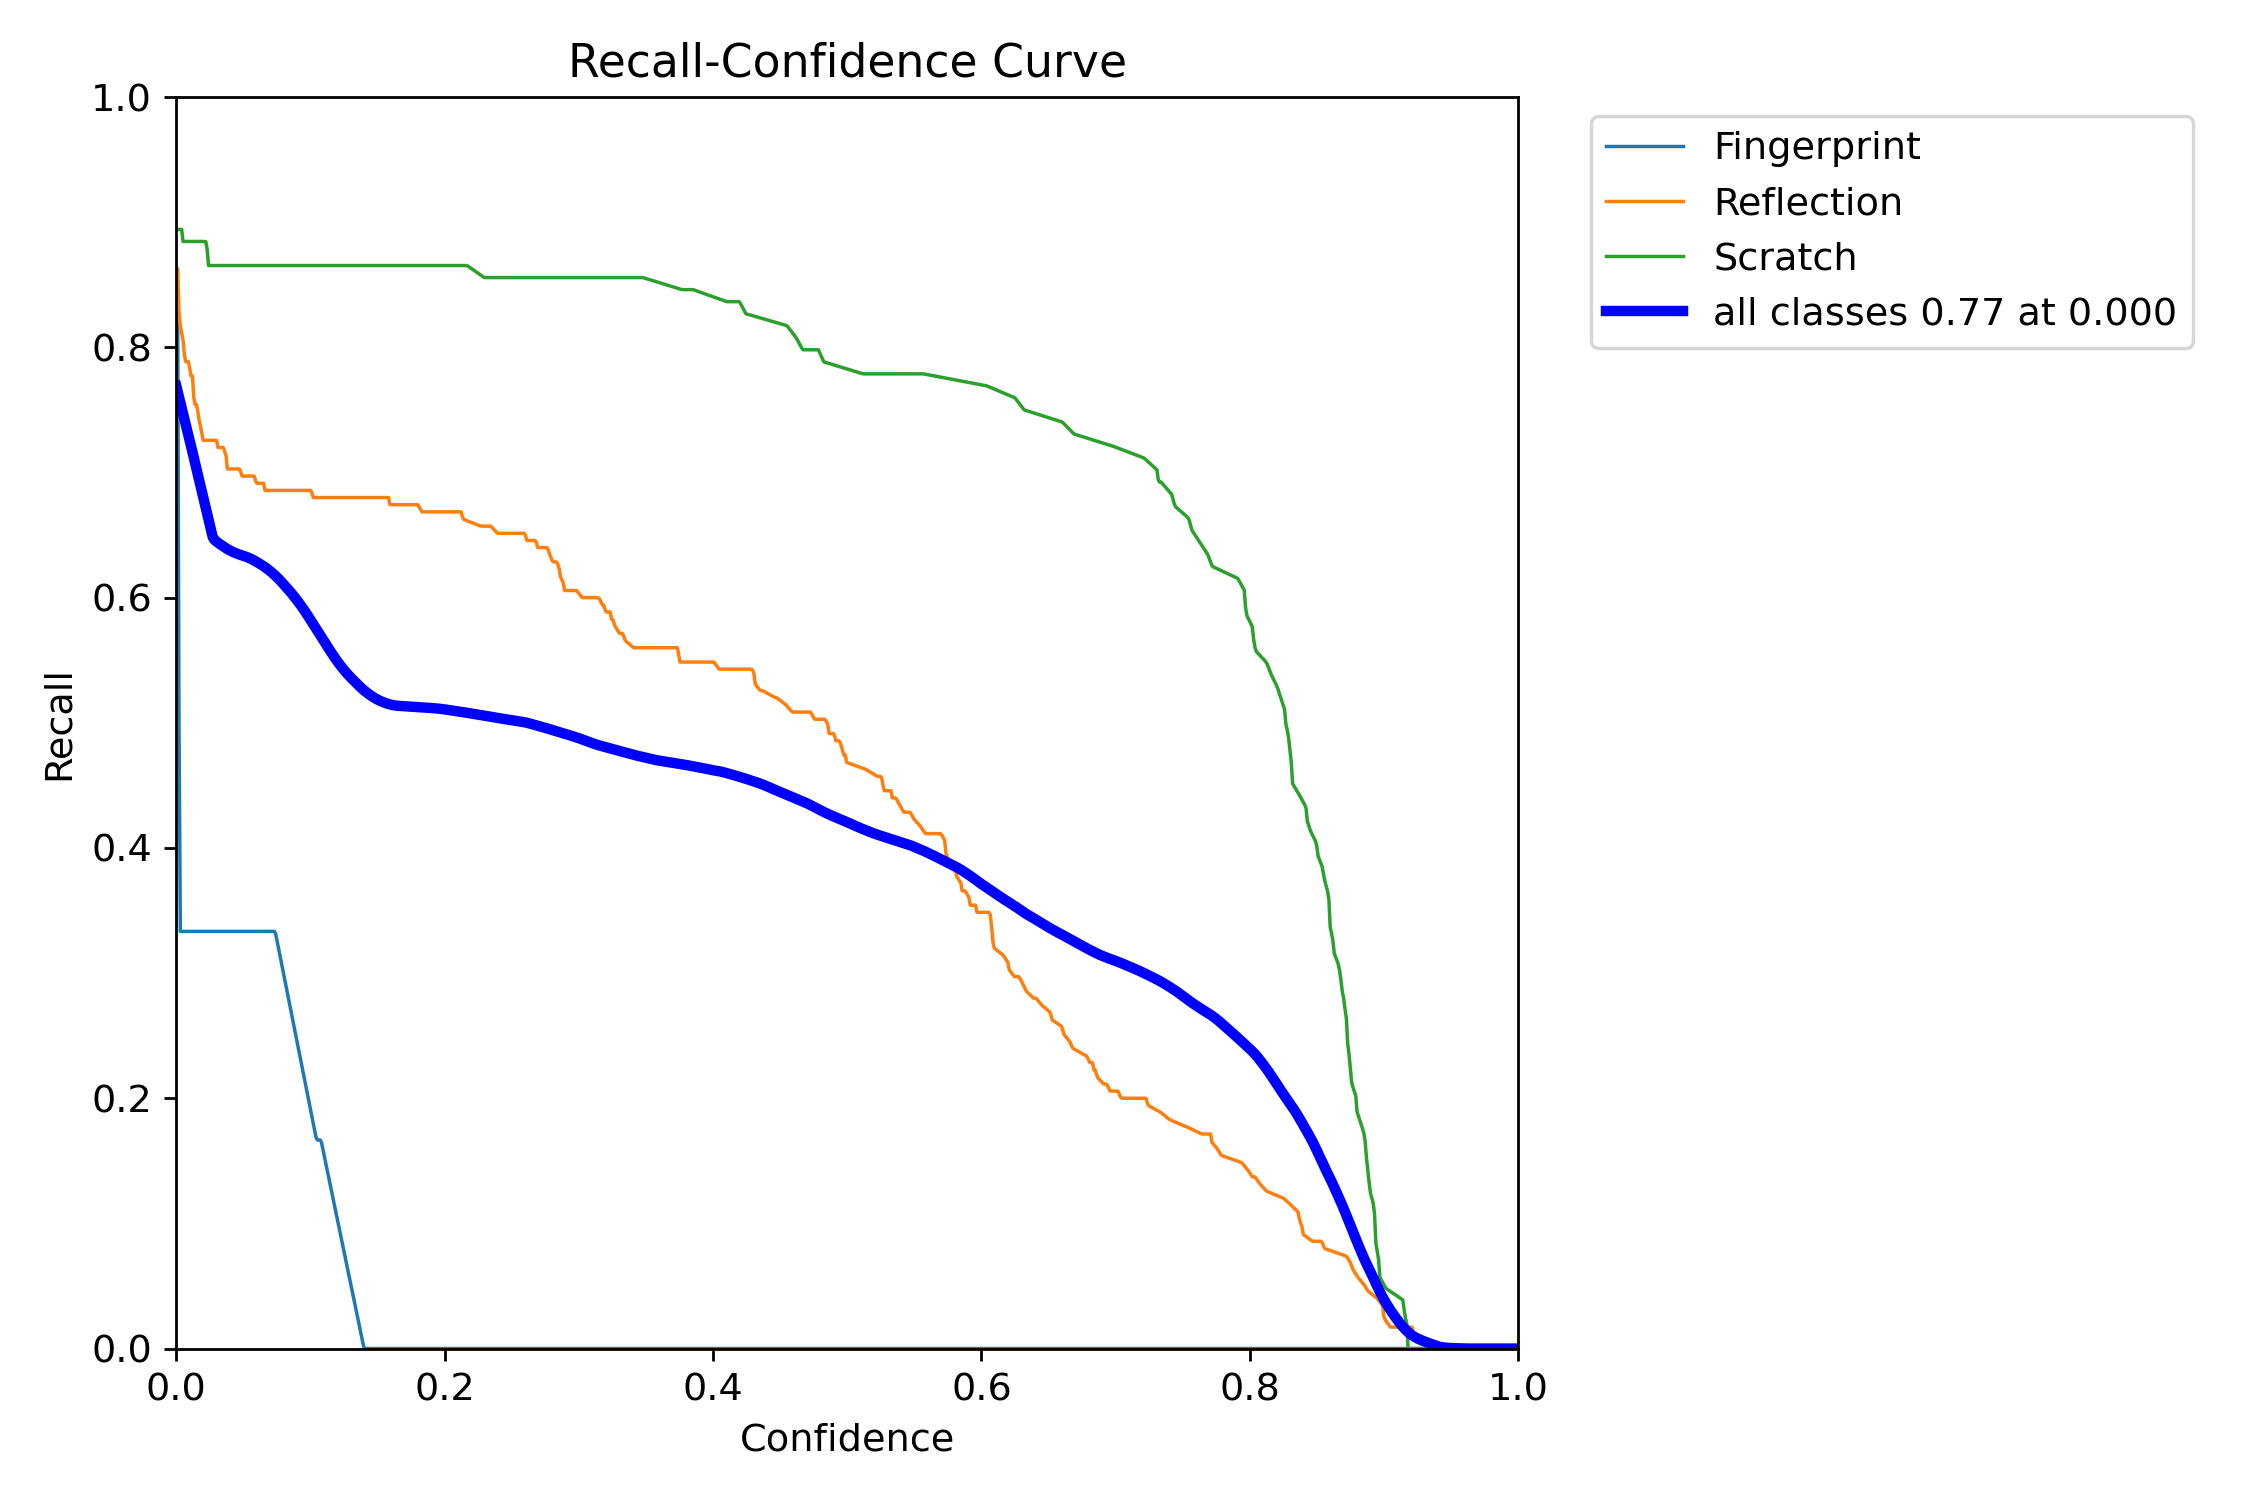 Recall-Confidence Curve
1.0
0.8
0.6
0.4
0.2
0.0
Recall
0.0 0.2 0.4 0.6 0.8 1.0
Confidence
Fingerprint
Reflection
Scratch
all classes 0.77 at 0.000